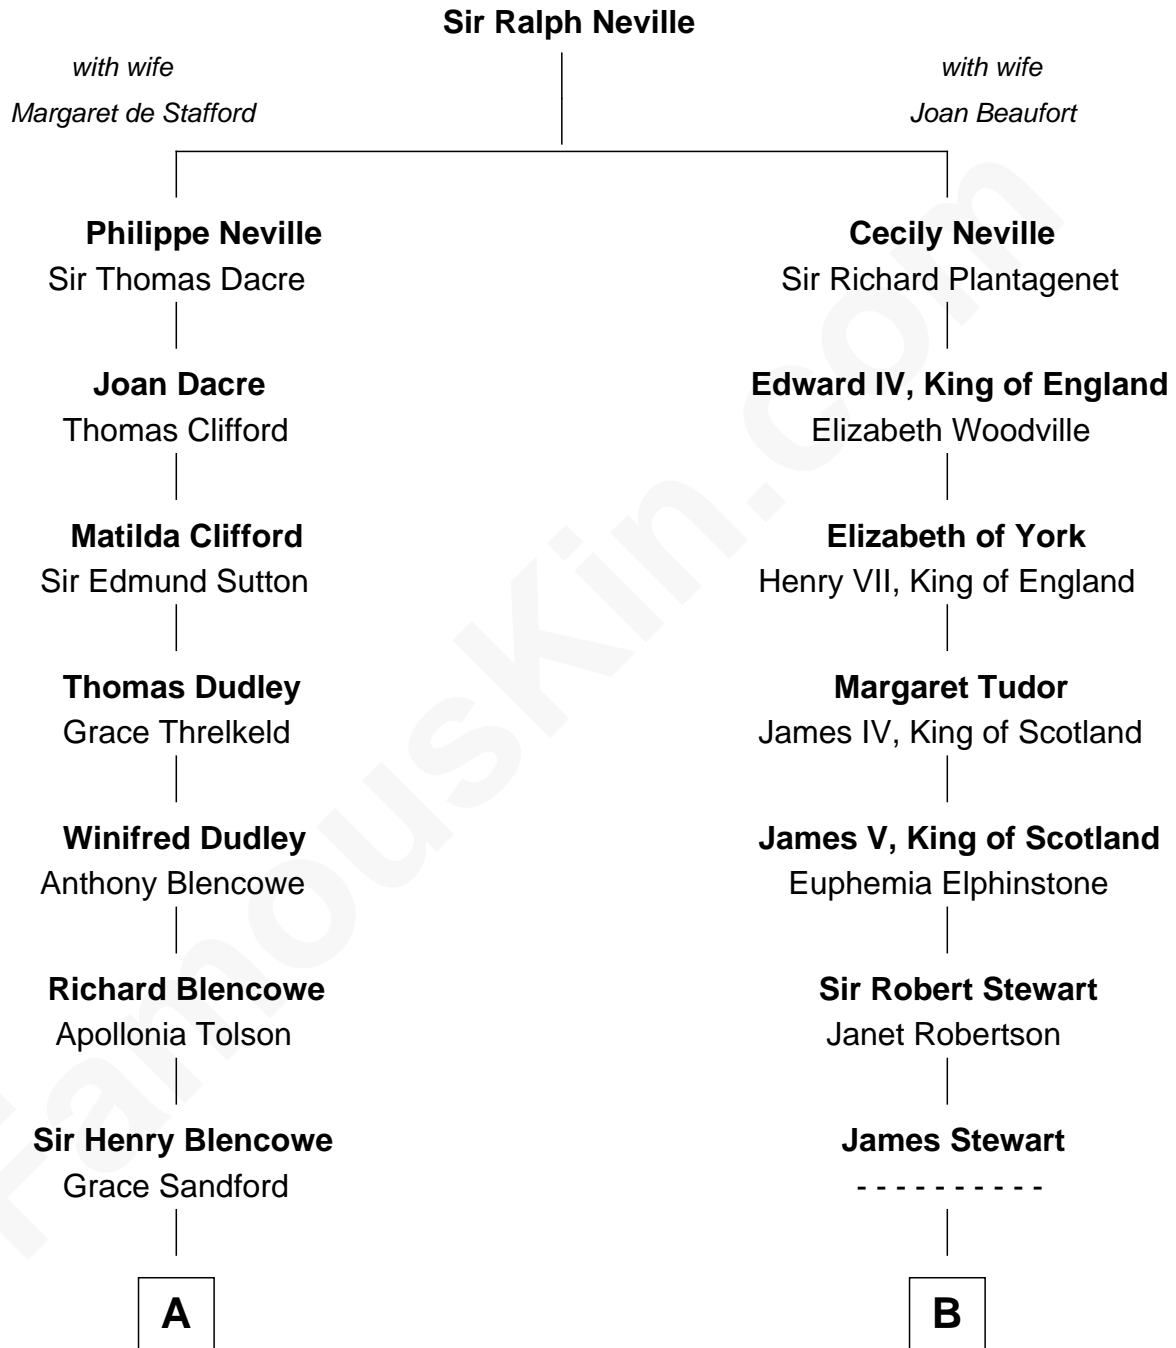 Sir Ralph Neville
with wife
Margaret de Stafford
with wife
Joan Beaufort
Philippe Neville
Sir Thomas Dacre
Cecily Neville
Sir Richard Plantagenet
Joan Dacre
Thomas Clifford
Edward IV, King of England
Elizabeth Woodville
Matilda Clifford
Sir Edmund Sutton
Elizabeth of York
Henry VII, King of England
Thomas Dudley
Grace Threlkeld
Margaret Tudor
James IV, King of Scotland
Winifred Dudley
Anthony Blencowe
James V, King of Scotland
Euphemia Elphinstone
Richard Blencowe
Apollonia Tolson
Sir Robert Stewart
Janet Robertson
Sir Henry Blencowe
Grace Sandford
James Stewart
- - - - - - - - - -
A
B
FamousKin.com